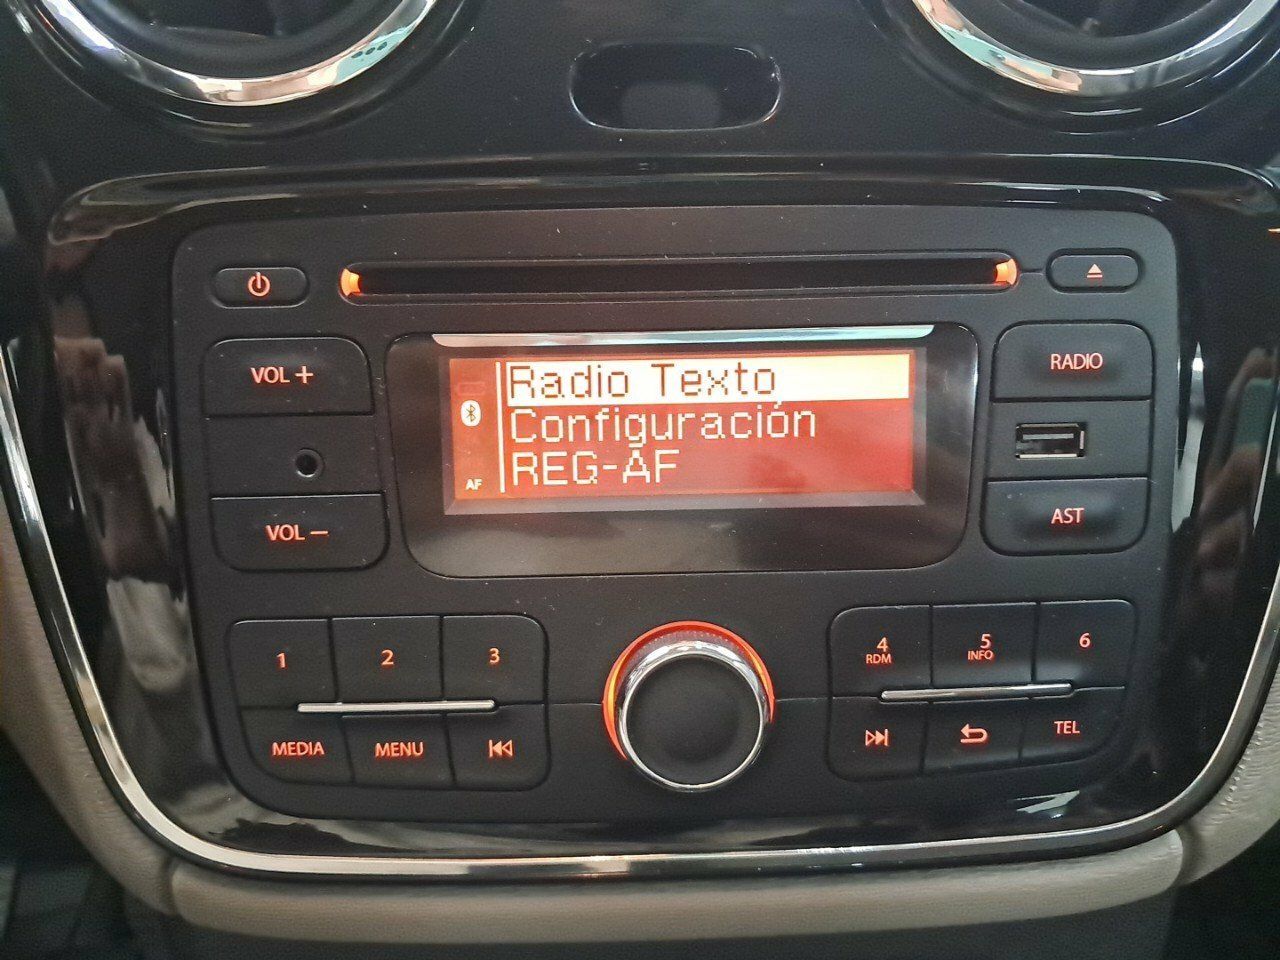 VOL +
RADIO
Radio Texto
Configuración
REG-AF
AF
VOL –
AST
1
2
3
4
RDM
5
INFO
6
MEDIA
MENU
TEL